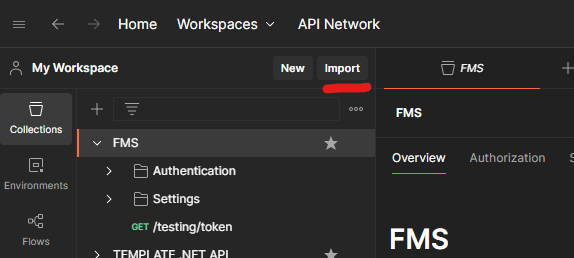 Home Workspaces API Network
My Workspace New Import FMS
Collections
FMS
FMS
Authentication
Overview Authorization
Environments
Settings
GET /testing/token
Flows
FMS
TEMPLATE .NET API